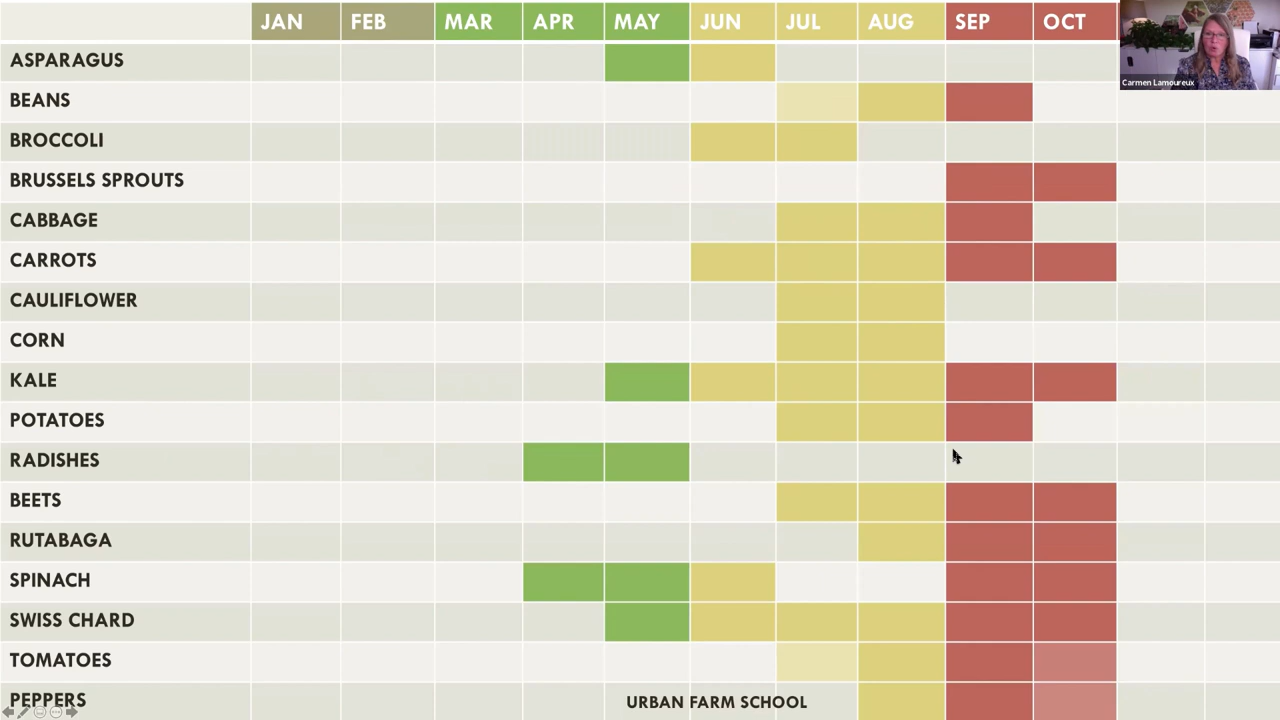 JAN FEB MAR APR MAY JUN JUL AUG SEP OCT
Carmen Lamoureux
ASPARAGUS
BEANS
BROCCOLI
BRUSSELS SPROUTS
CABBAGE
CARROTS
CAULIFLOWER
CORN
KALE
POTATOES
RADISHES
BEETS
RUTABAGA
SPINACH
SWISS CHARD
TOMATOES
PEPPERS
URBAN FARM SCHOOL